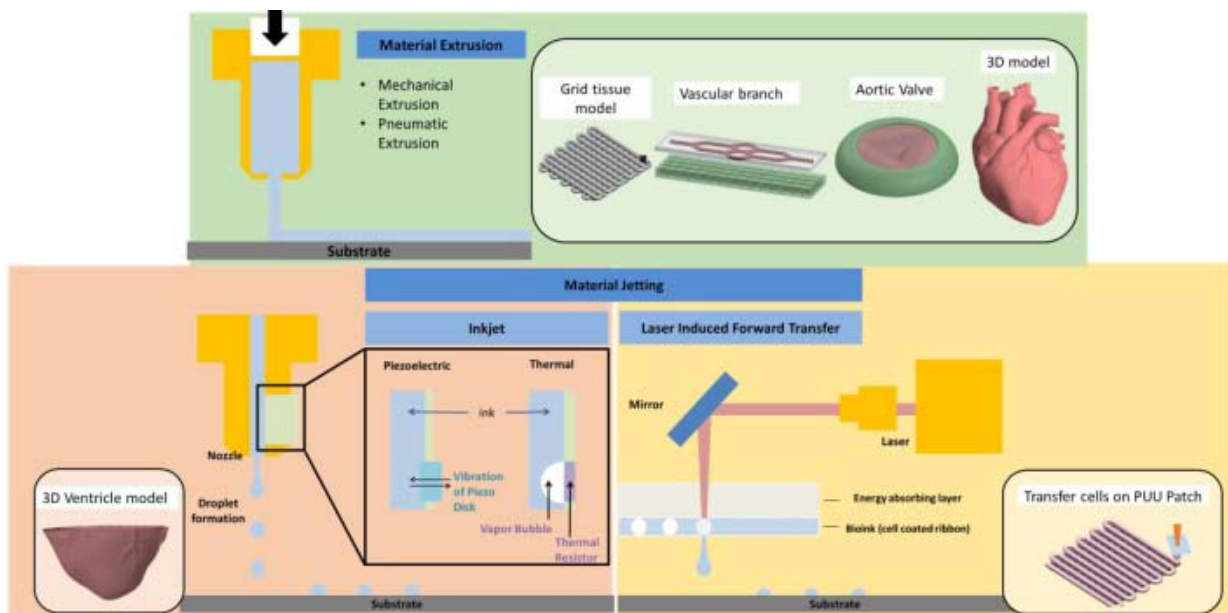 Material Extrusion
• Mechanical
Extrusion
• Pneumatic
Extrusion
Grid tissue
model
Vascular branch
Aortic Valve
3D model
Substrate
Material Jetting
Inkjet
Piezoelectric
Thermal
ink
Vibration
of Piezo
Disk
Vapor Bubble
Thermal
Resistor
Nozzle
Droplet
formation
3D Ventricle model
Substrate
Laser Induced Forward Transfer
Mirror
Laser
Energy absorbing layer
Bioink (cell coated ribbon)
Transfer cells on PUU Patch
Substrate